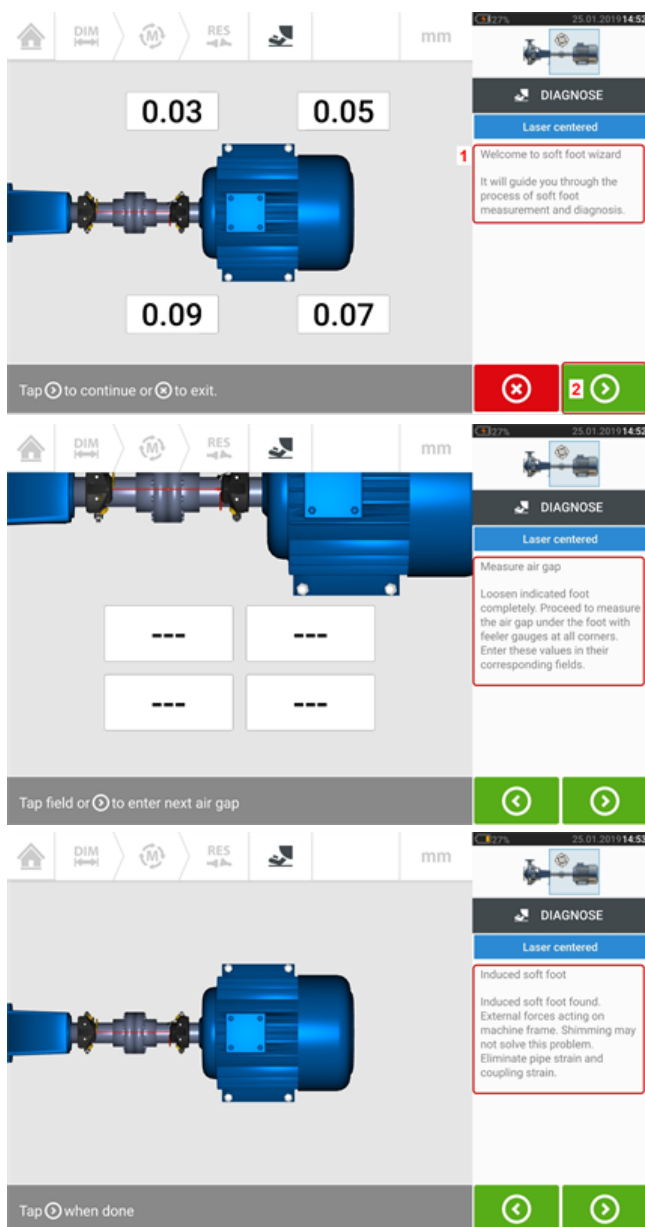 27% 25.01.2019 14:52
DIM M RES mm
0.03 0.05
DIAGNOSE
Laser centered
1 Welcome to soft foot wizard
It will guide you through the
process of soft foot
measurement and diagnosis.
0.09 0.07
Tap to continue or to exit.
2
27% 25.01.2019 14:52
DIM M RES mm
DIAGNOSE
Laser centered
Measure air gap
Loosen indicated foot
completely. Proceed to measure
the air gap under the foot with
feeler gauges at all corners.
Enter these values in their
corresponding fields.
--- ---
--- ---
Tap field or to enter next air gap
27% 25.01.2019 14:53
DIM M RES mm
DIAGNOSE
Laser centered
Induced soft foot
Induced soft foot found.
External forces acting on
machine frame. Shimming may
not solve this problem.
Eliminate pipe strain and
coupling strain.
Tap when done